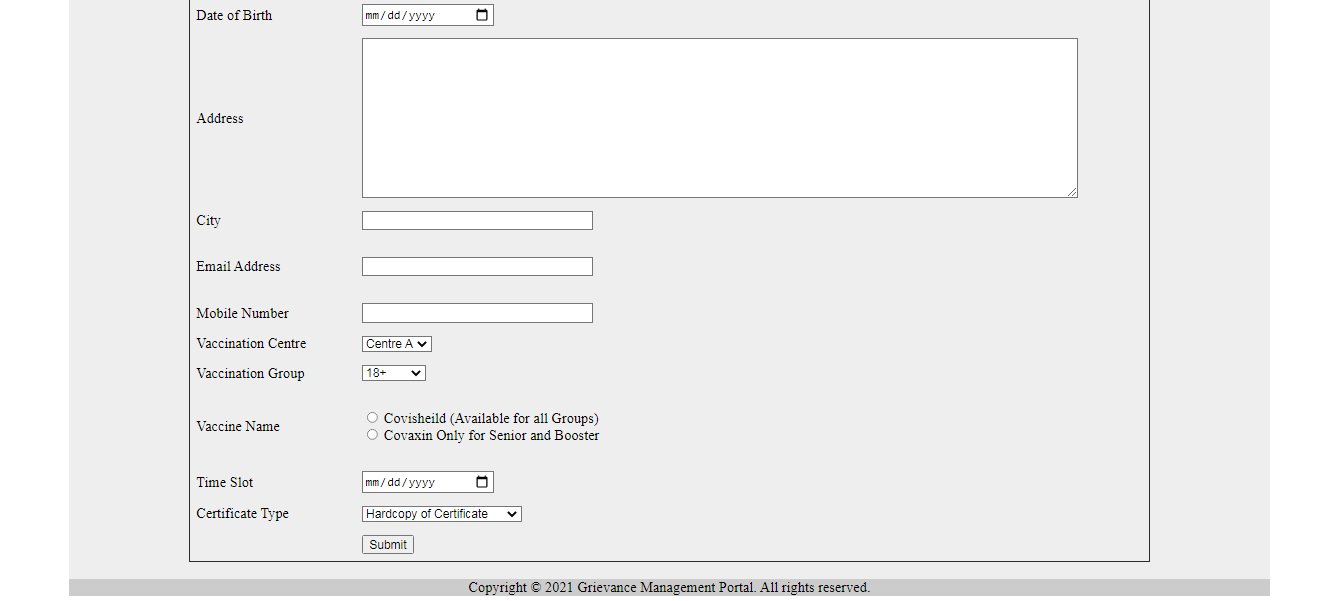 Date of Birth mm/dd/yyyy
Address
City
Email Address
Mobile Number
Vaccination Centre Centre A
Vaccination Group 18+
Vaccine Name
Covisheild (Available for all Groups)
Covaxin Only for Senior and Booster
Time Slot mm/dd/yyyy
Certificate Type Hardcopy of Certificate
Submit
Copyright © 2021 Grievance Management Portal. All rights reserved.